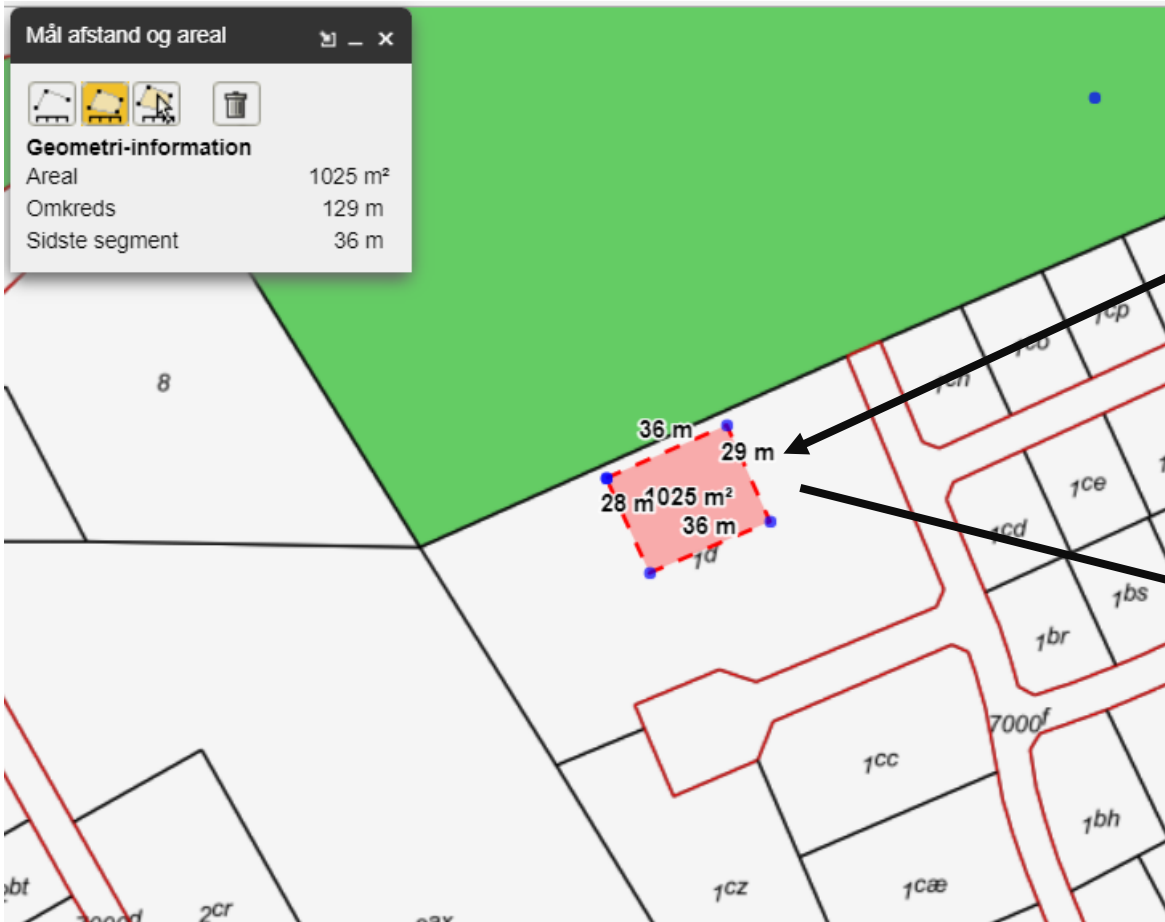 Mål afstand og areal
Geometri-information
Areal 1025 m²
Omkreds 129 m
Sidste segment 36 m
8
1cp
1co
1cn
36 m
29 m
28 m
1025 m²
36 m
1d
1ce
1cd
1bs
1br
7000f
1cc
1bh
1cæ
1cz
2cr